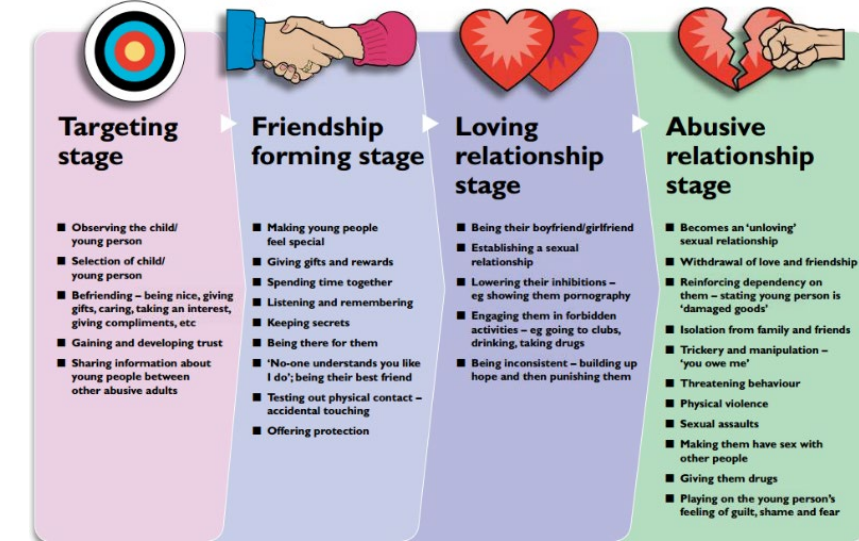 Targeting
stage
■ Observing the child/
young person
■ Selection of child/
young person
■ Befriending – being nice, giving
gifts, caring, taking an interest,
giving compliments, etc
■ Gaining and developing trust
■ Sharing information about
young people between
other abusive adults
Friendship
forming stage
■ Making young people
feel special
■ Giving gifts and rewards
■ Spending time together
■ Listening and remembering
■ Keeping secrets
■ Being there for them
■ ‘No-one understands you like
I do’; being their best friend
■ Testing out physical contact –
accidental touching
■ Offering protection
Loving
relationship
stage
■ Being their boyfriend/girlfriend
■ Establishing a sexual
relationship
■ Lowering their inhibitions –
eg showing them pornography
■ Engaging them in forbidden
activities – eg going to clubs,
drinking, taking drugs
■ Being inconsistent – building up
hope and then punishing them
Abusive
relationship
stage
■ Becomes an ‘unloving’
sexual relationship
■ Withdrawal of love and friendship
■ Reinforcing dependency on
them – stating young person is
‘damaged goods’
■ Isolation from family and friends
■ Trickery and manipulation –
‘you owe me’
■ Threatening behaviour
■ Physical violence
■ Sexual assaults
■ Making them have sex with
other people
■ Giving them drugs
■ Playing on the young person’s
feeling of guilt, shame and fear